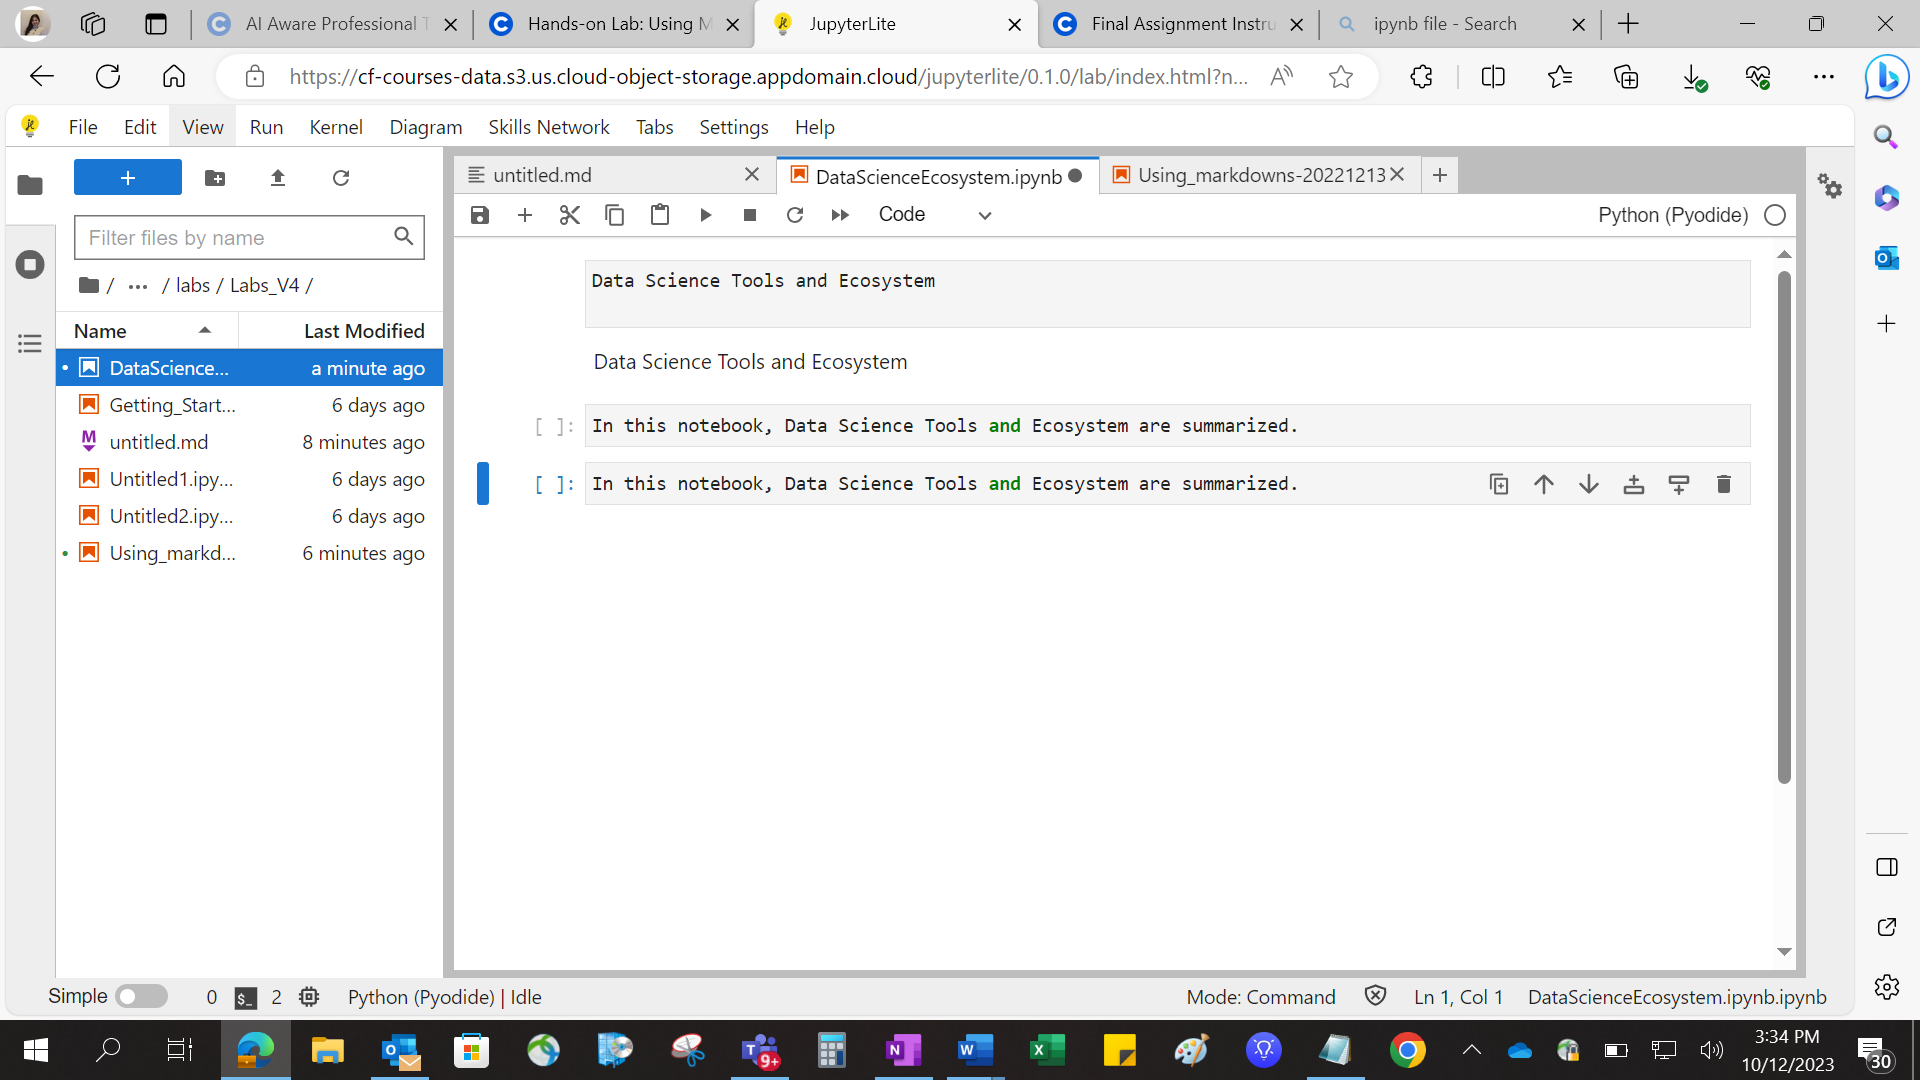 AI Aware Professional T
Hands-on Lab: Using M
JupyterLite
Final Assignment Instru
ipynb file - Search
https://cf-courses-data.s3.us.cloud-object-storage.appdomain.cloud/jupyterlite/0.1.0/lab/index.html?n...
File Edit View Run Kernel Diagram Skills Network Tabs Settings Help
untitled.md
DataScienceEcosystem.ipynb
Using_markdowns-20221213
Code
Python (Pyodide)
Filter files by name
/ ... / labs / Labs_V4 /
Name Last Modified
DataScience... a minute ago
Getting_Start... 6 days ago
untitled.md 8 minutes ago
Untitled1.ipy... 6 days ago
Untitled2.ipy... 6 days ago
Using_markd... 6 minutes ago
Data Science Tools and Ecosystem
Data Science Tools and Ecosystem
[ ]: In this notebook, Data Science Tools and Ecosystem are summarized.
[ ]: In this notebook, Data Science Tools and Ecosystem are summarized.
Simple 0 $_ 2 Python (Pyodide) | Idle
Mode: Command Ln 1, Col 1 DataScienceEcosystem.ipynb.ipynb
9+
3:34 PM
10/12/2023
30